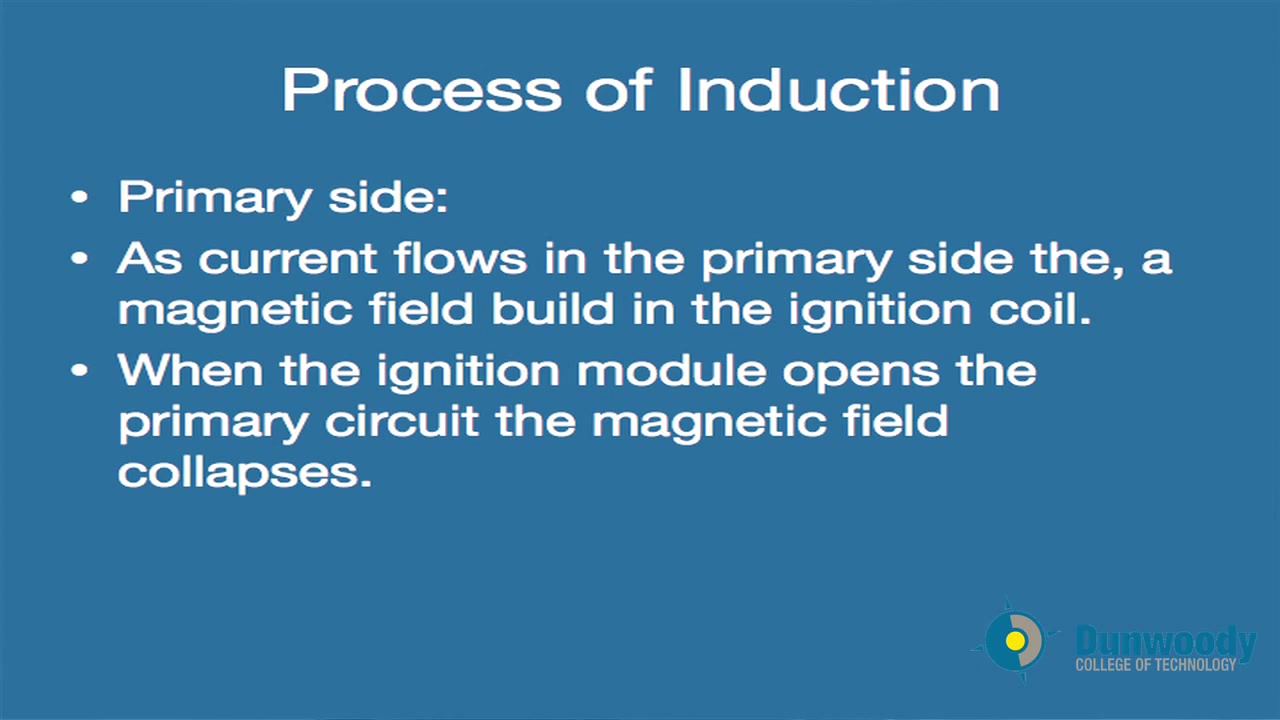 Process of Induction
• Primary side:
• As current flows in the primary side the, a
magnetic field build in the ignition coil.
• When the ignition module opens the
primary circuit the magnetic field
collapses.
Dunwoody
COLLEGE OF TECHNOLOGY